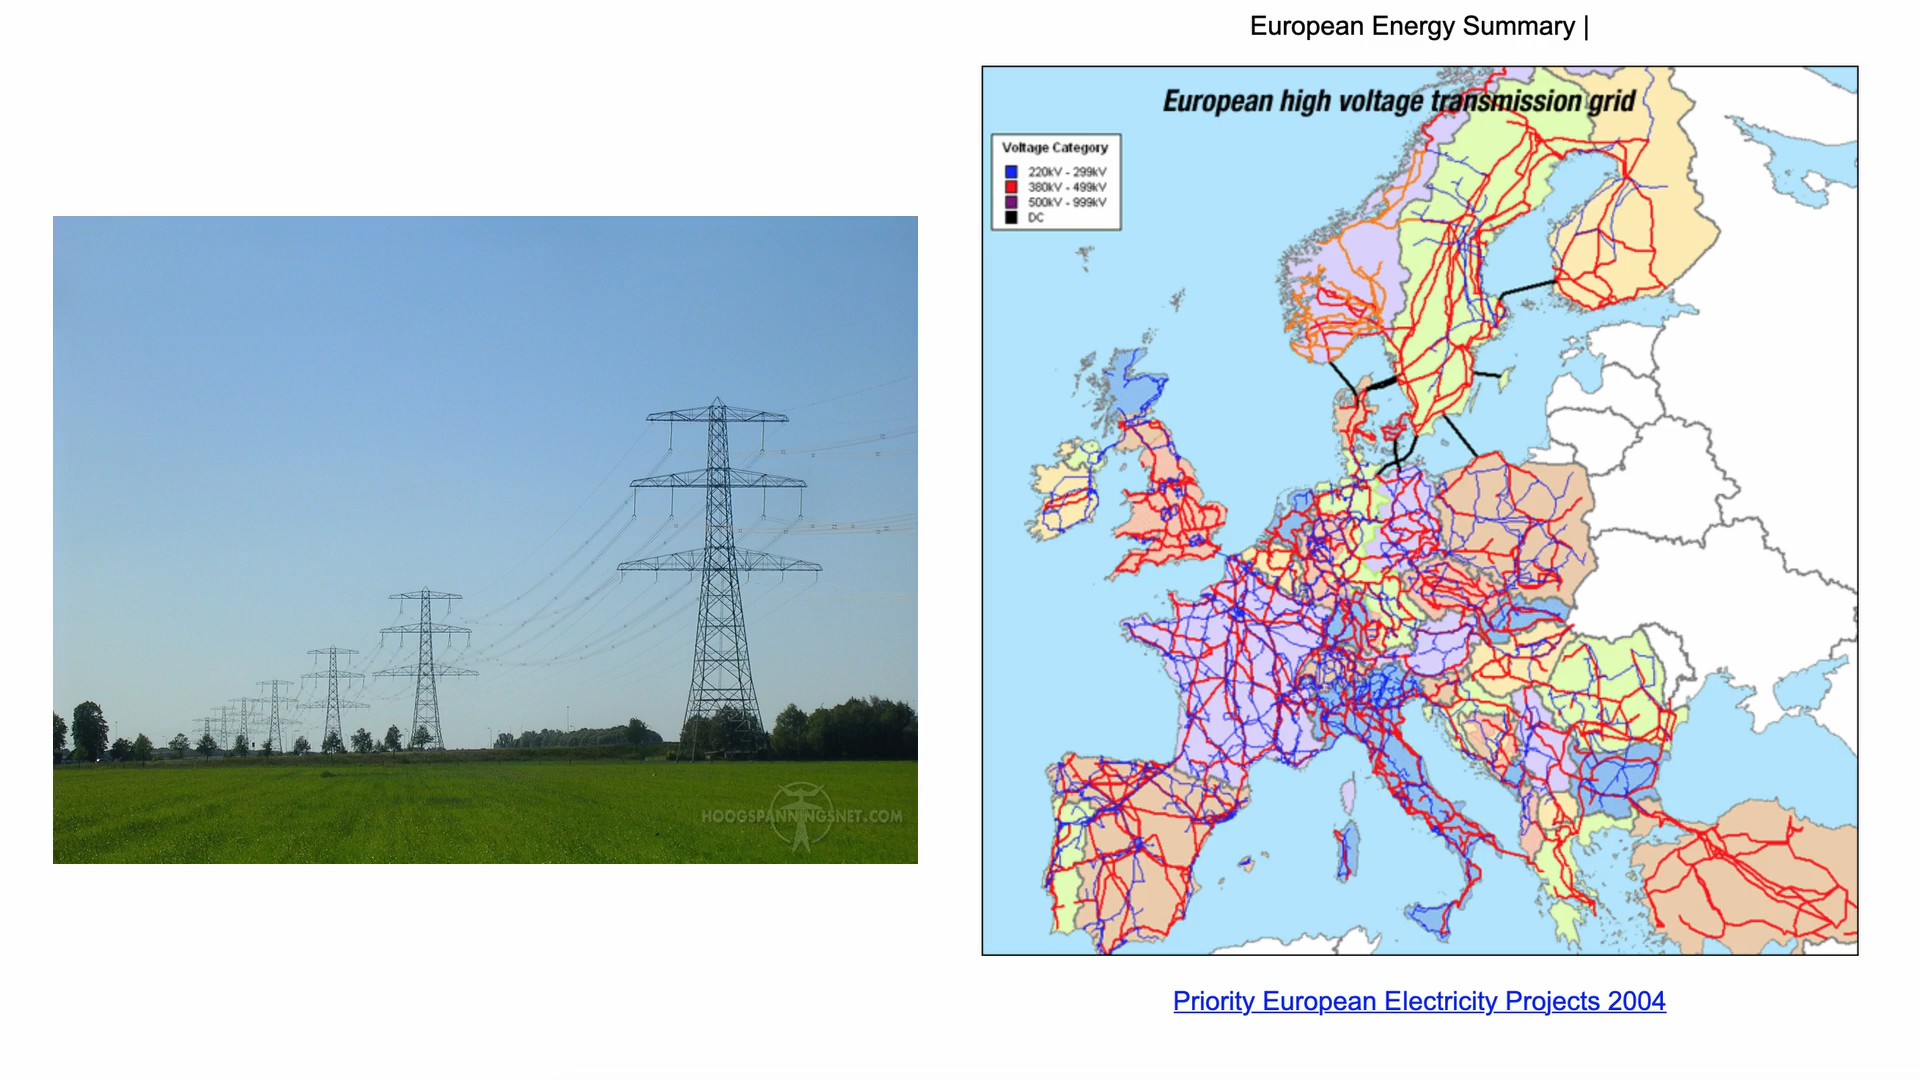 HOOGSPANNINGSNET.COM
European Energy Summary |
European high voltage transmission grid
Voltage Category
220kV - 299kV
380kV - 499kV
500kV - 999kV
DC
Priority European Electricity Projects 2004